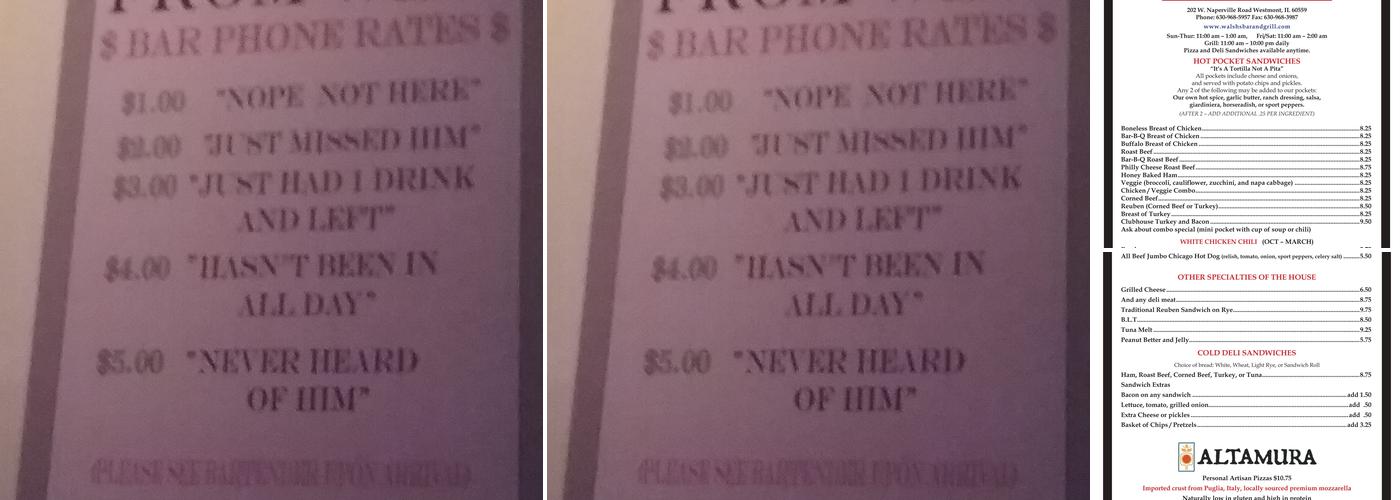 $ BAR PHONE RATES $
$1.00 "NOPE NOT HERE"
$2.00 "JUST MISSED HIM"
$3.00 "JUST HAD 1 DRINK
AND LEFT"
$4.00 "HASN'T BEEN IN
ALL DAY"
$5.00 "NEVER HEARD
OF HIM"
(PLEASE SEE BARTENDER UPON ARRIVAL)
$ BAR PHONE RATES $
$1.00 "NOPE NOT HERE"
$2.00 "JUST MISSED HIM"
$3.00 "JUST HAD 1 DRINK
AND LEFT"
$4.00 "HASN'T BEEN IN
ALL DAY"
$5.00 "NEVER HEARD
OF HIM"
(PLEASE SEE BARTENDER UPON ARRIVAL)
202 W. Naperville Road Westmont, IL 60559
Phone: 630-968-5957 Fax: 630-968-3987
www.walshsbarandgrill.com
Sun-Thur: 11:00 am – 1:00 am, Fri/Sat: 11:00 am – 2:00 am
Grill: 11:00 am – 10:00 pm daily
Pizza and Deli Sandwiches available anytime.
HOT POCKET SANDWICHES
"It's A Tortilla Not A Pita"
All pockets include cheese and onions,
and served with potato chips and pickles.
Any 2 of the following may be added to our pockets:
Our own hot spice, garlic butter, ranch dressing, salsa,
giardiniera, horseradish, or sport peppers.
(AFTER 2 – ADD ADDITIONAL .25 PER INGREDIENT)
Boneless Breast of Chicken 8.25
Bar-B-Q Breast of Chicken 8.25
Buffalo Breast of Chicken 8.25
Roast Beef 8.25
Bar-B-Q Roast Beef 8.25
Philly Cheese Roast Beef 8.75
Honey Baked Ham 8.25
Veggie (broccoli, cauliflower, zucchini, and napa cabbage) 8.25
Chicken / Veggie Combo 8.25
Corned Beef 8.25
Reuben (Corned Beef or Turkey) 8.50
Breast of Turkey 8.25
Clubhouse Turkey and Bacon 9.50
Ask about combo special (mini pocket with cup of soup or chili)
WHITE CHICKEN CHILI (OCT – MARCH)
All Beef Jumbo Chicago Hot Dog (relish, tomato, onion, sport peppers, celery salt) 5.50
OTHER SPECIALTIES OF THE HOUSE
Grilled Cheese 6.50
And any deli meat 8.75
Traditional Reuben Sandwich on Rye 9.75
B.L.T. 8.50
Tuna Melt 9.25
Peanut Better and Jelly 5.75
COLD DELI SANDWICHES
Choice of bread: White, Wheat, Light Rye, or Sandwich Roll
Ham, Roast Beef, Corned Beef, Turkey, or Tuna 8.75
Sandwich Extras
Bacon on any sandwich add 1.50
Lettuce, tomato, grilled onion add .50
Extra Cheese or pickles add .50
Basket of Chips / Pretzels add 3.25
ALTAMURA
Personal Artisan Pizzas $10.75
Imported crust from Puglia, Italy, locally sourced premium mozzarella
Naturally low in gluten and high in protein